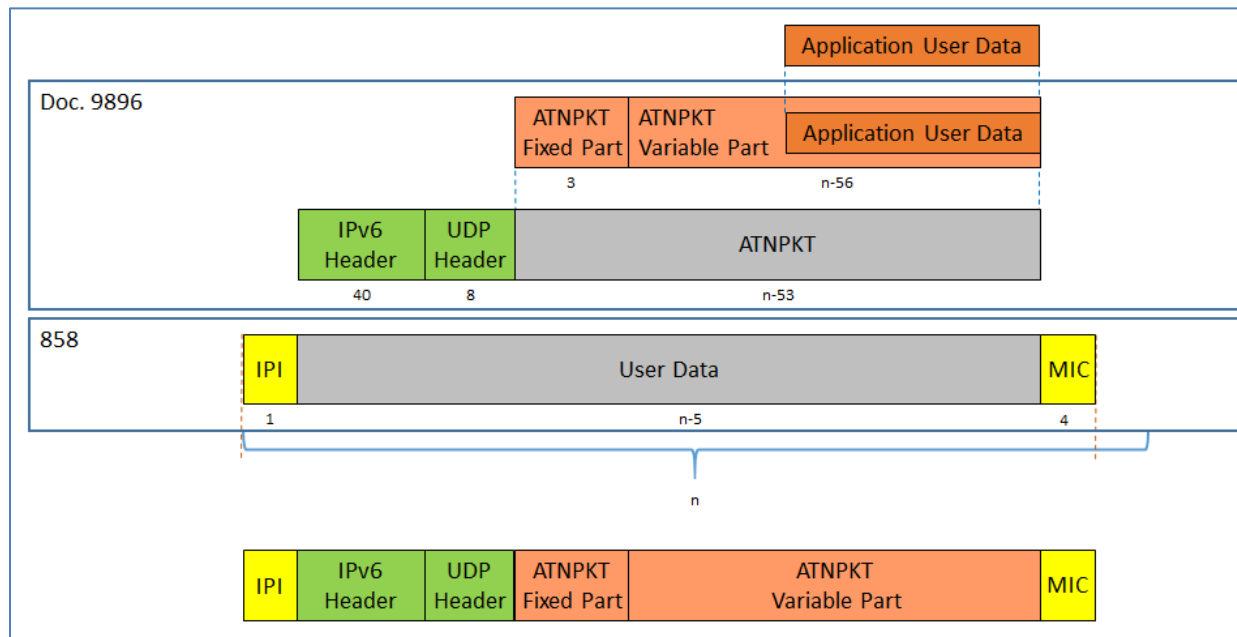 Application User Data
Doc. 9896
ATNPKT
Fixed Part
ATNPKT
Variable Part
Application User Data
3
n-56
IPv6
Header
UDP
Header
ATNPKT
40
8
n-53
858
IPI
User Data
MIC
1
n-5
4
n
IPI
IPv6
Header
UDP
Header
ATNPKT
Fixed Part
ATNPKT
Variable Part
MIC